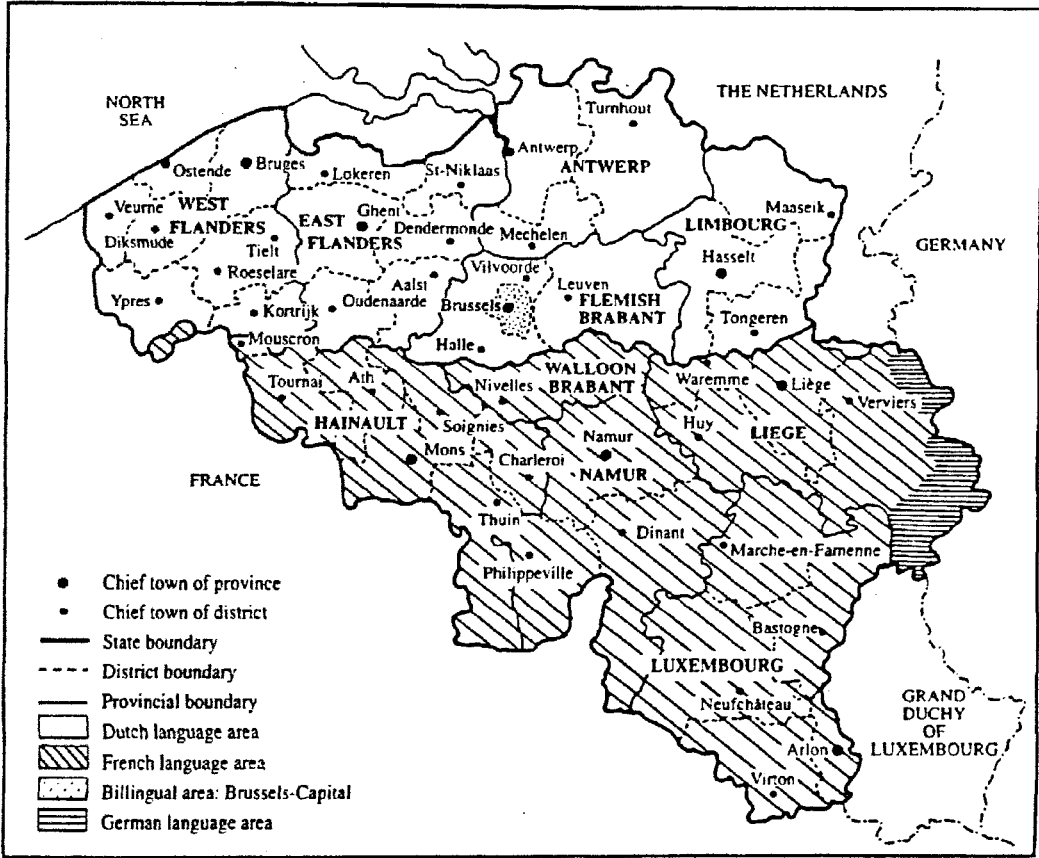 NORTH
SEA
THE NETHERLANDS
Turnhout
Antwerp
ANTWERP
Ostende
Bruges
Lokeren
St-Niklaas
Veurne
WEST
FLANDERS
Diksmude
Tielt
Ghent
EAST
FLANDERS
Dendermonde
Mechelen
LIMBOURG
Maaseik
GERMANY
Roeselare
Aalst
Vilvoorde
Leuven
Hasselt
Ypres
Kortrijk
Oudenaarde
Brussels
FLEMISH
BRABANT
Tongeren
Mouscron
Halle
WALLOON
BRABANT
Tournai
Ath
Nivelles
Waremme
Liège
Verviers
HAINAULT
Soignies
Huy
LIEGE
Mons
Charleroi
Namur
NAMUR
FRANCE
Thuin
Dinant
Marche-en-Famenne
Philippeville
Bastogne
LUXEMBOURG
Neufchâteau
GRAND
DUCHY
OF
LUXEMBOURG
Arlon
Virton
Chief town of province
Chief town of district
State boundary
District boundary
Provincial boundary
Dutch language area
French language area
Billingual area: Brussels-Capital
German language area